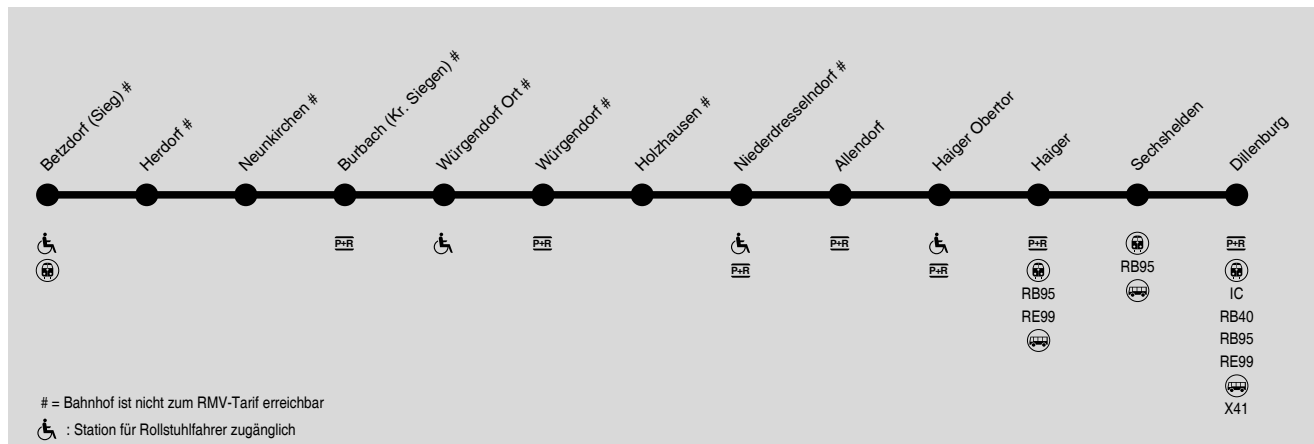 Betzdorf (Sieg) #
Herdorf #
Neunkirchen #
Burbach (Kr. Siegen) #
Würgendorf Ort #
Würgendorf #
Holzhausen #
Niederdresselndorf #
Allendorf
Haiger Obertor
Haiger
Sechshelden
Dillenburg
P+R
P+R
P+R
P+R
P+R
P+R
RB95
RE99
RB95
P+R
IC
RB40
RB95
RE99
X41
# = Bahnhof ist nicht zum RMV-Tarif erreichbar
: Station für Rollstuhlfahrer zugänglich